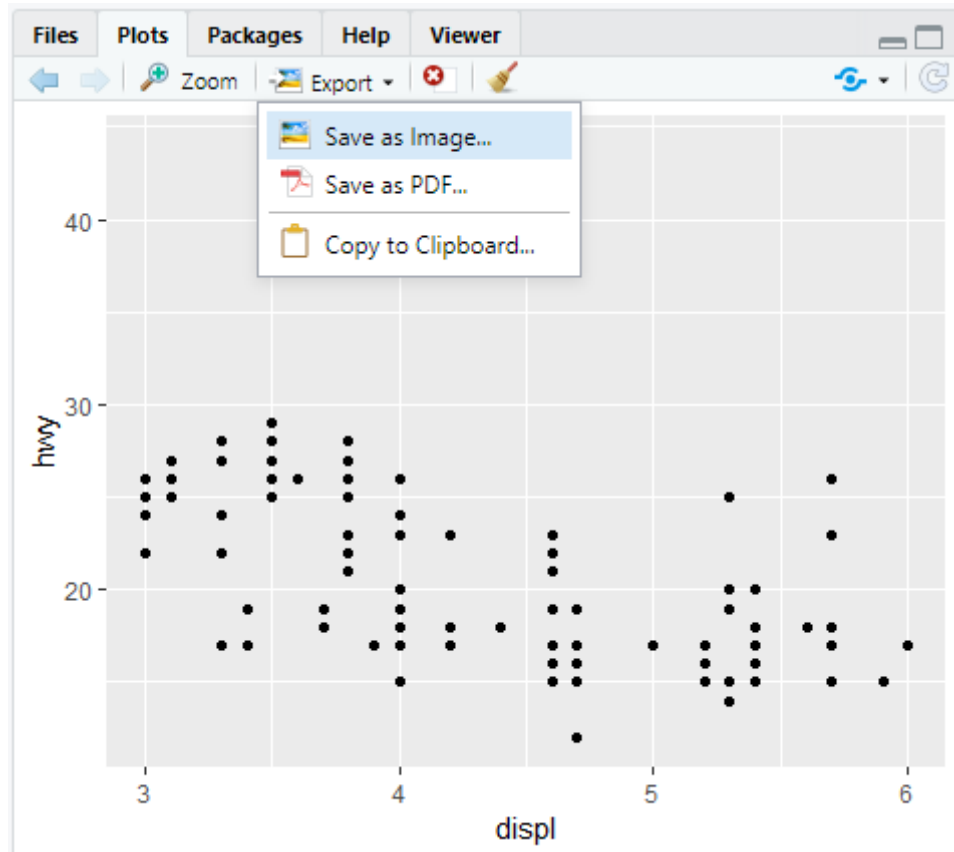 Files Plots Packages Help Viewer
Zoom Export
Save as Image...
Save as PDF...
Copy to Clipboard...
40
30
20
hwy
3 4 5 6
displ